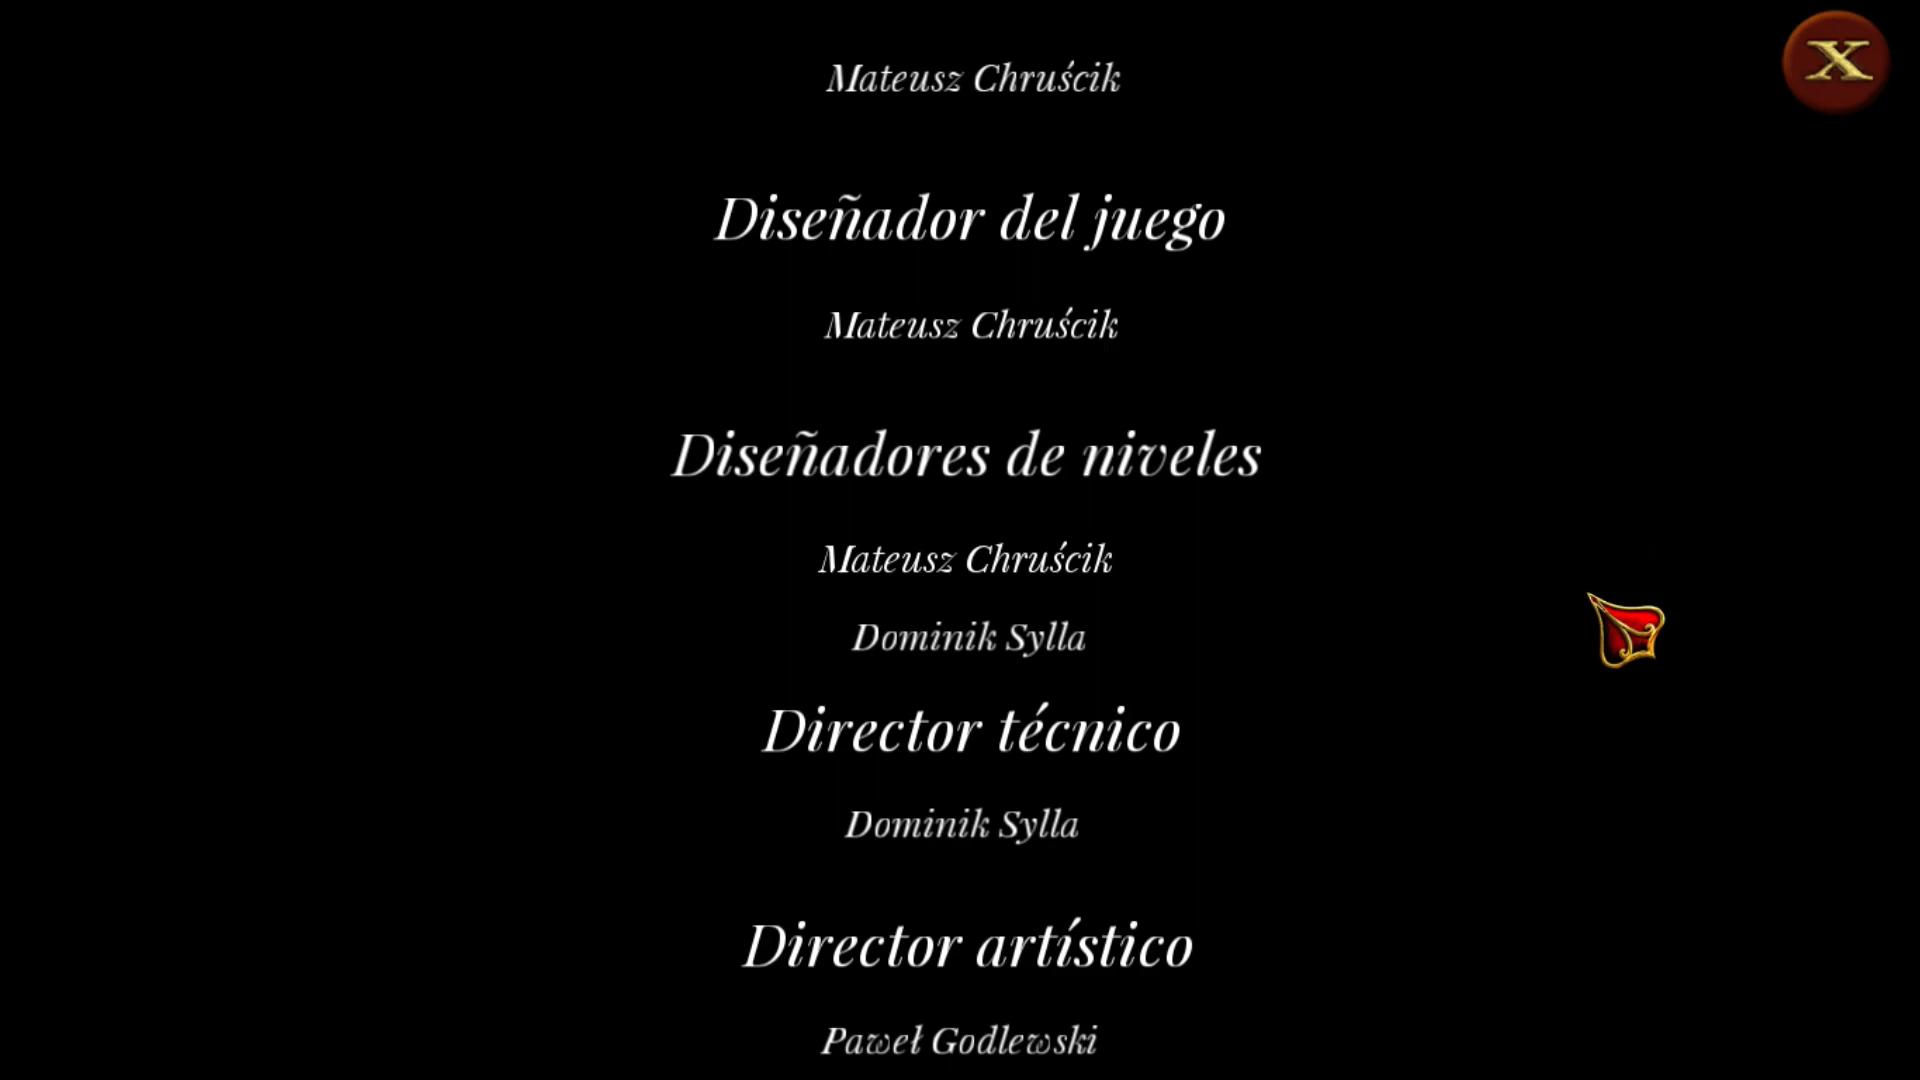 X
Mateusz Chruścik
Diseñador del juego
Mateusz Chruścik
Diseñadores de niveles
Mateusz Chruścik
Dominik Sylla
Director técnico
Dominik Sylla
Director artístico
Paweł Godlewski